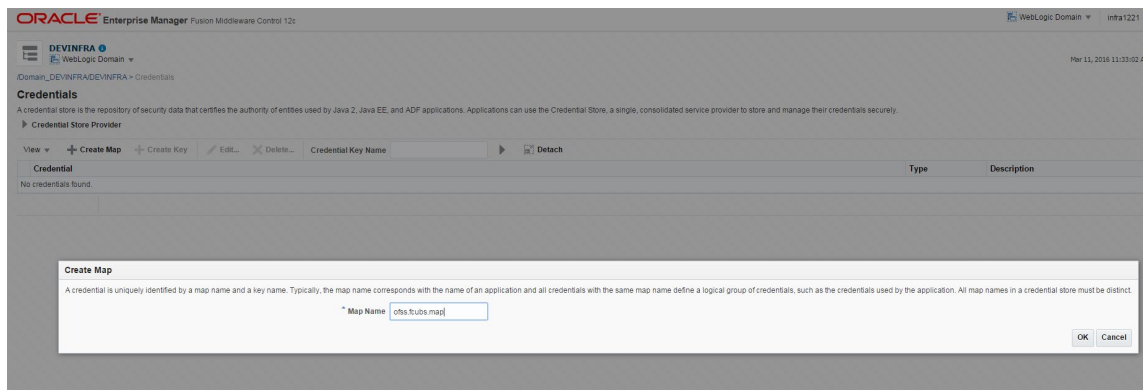 ORACLE Enterprise Manager Fusion Middleware Control 12c
WebLogic Domain infra1221
DEVINFRA
WebLogic Domain
Mar 11, 2016 11:33:02 A
/Domain_DEVINFRA/DEVINFRA > Credentials
Credentials
A credential store is the repository of security data that certifies the authority of entities used by Java 2, Java EE, and ADF applications. Applications can use the Credential Store, a single, consolidated service provider to store and manage their credentials securely.
Credential Store Provider
View Create Map Create Key Edit... Delete... Credential Key Name Detach
Credential Type Description
No credentials found.
Create Map
A credential is uniquely identified by a map name and a key name. Typically, the map name corresponds with the name of an application and all credentials with the same map name define a logical group of credentials, such as the credentials used by the application. All map names in a credential store must be distinct.
* Map Name ofss.fcubs.map
OK Cancel